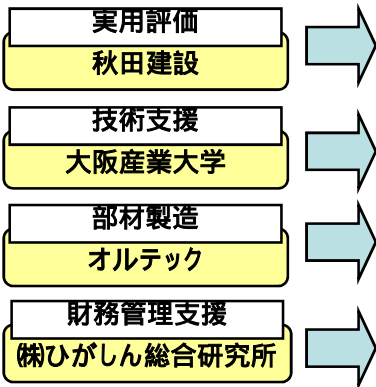 実用評価
秋田建設
技術支援
大阪産業大学
部材製造
オルテック
財務管理支援
㈱ひがしん総合研究所